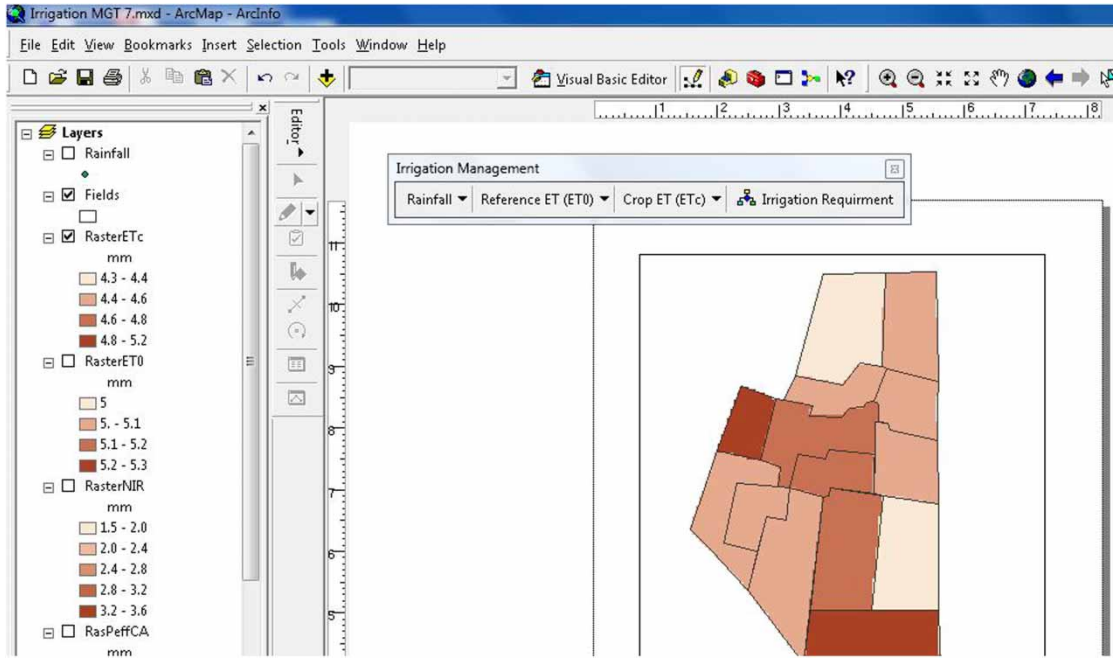 Irrigation MGT 7.mxd - ArcMap - ArcInfo
File Edit View Bookmarks Insert Selection Tools Window Help
Visual Basic Editor
1 2 3 4 5 6 7 8
Layers
Rainfall
Fields
RasterETc
mm
4.3 - 4.4
4.4 - 4.6
4.6 - 4.8
4.8 - 5.2
RasterET0
mm
5
5. - 5.1
5.1 - 5.2
5.2 - 5.3
RasterNIR
mm
1.5 - 2.0
2.0 - 2.4
2.4 - 2.8
2.8 - 3.2
3.2 - 3.6
RasPeffCA
mm
Editor
11
10
9
8
7
6
5
Irrigation Management
Rainfall Reference ET (ET0) Crop ET (ETc) Irrigation Requirment